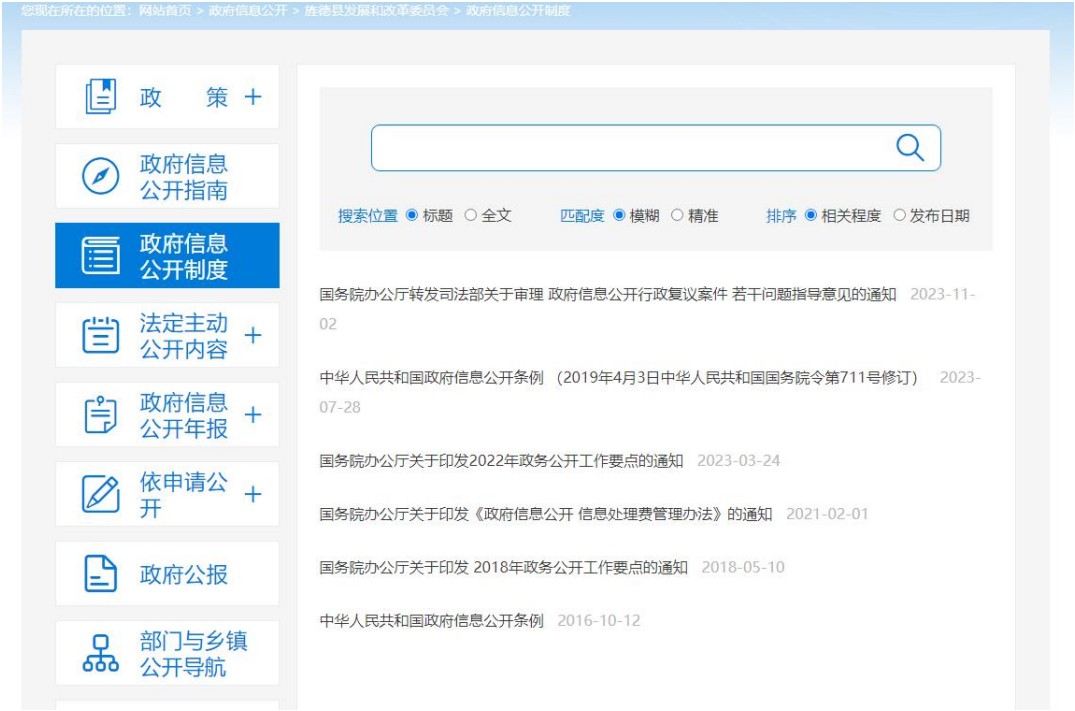 您现在所在的位置：网站首页 > 政府信息公开 > 旌德县发展和改革委员会 > 政府信息公开制度
政 策 +
政府信息
公开指南
政府信息
公开制度
法定主动
公开内容 +
政府信息
公开年报 +
依申请公
开 +
政府公报
部门与乡镇
公开导航
搜索位置 标题 全文 匹配度 模糊 精准 排序 相关程度 发布日期
国务院办公厅转发司法部关于审理 政府信息公开行政复议案件 若干问题指导意见的通知 2023-11-
02
中华人民共和国政府信息公开条例 （2019年4月3日中华人民共和国国务院令第711号修订） 2023-
07-28
国务院办公厅关于印发2022年政务公开工作要点的通知 2023-03-24
国务院办公厅关于印发《政府信息公开 信息处理费管理办法》的通知 2021-02-01
国务院办公厅关于印发 2018年政务公开工作要点的通知 2018-05-10
中华人民共和国政府信息公开条例 2016-10-12